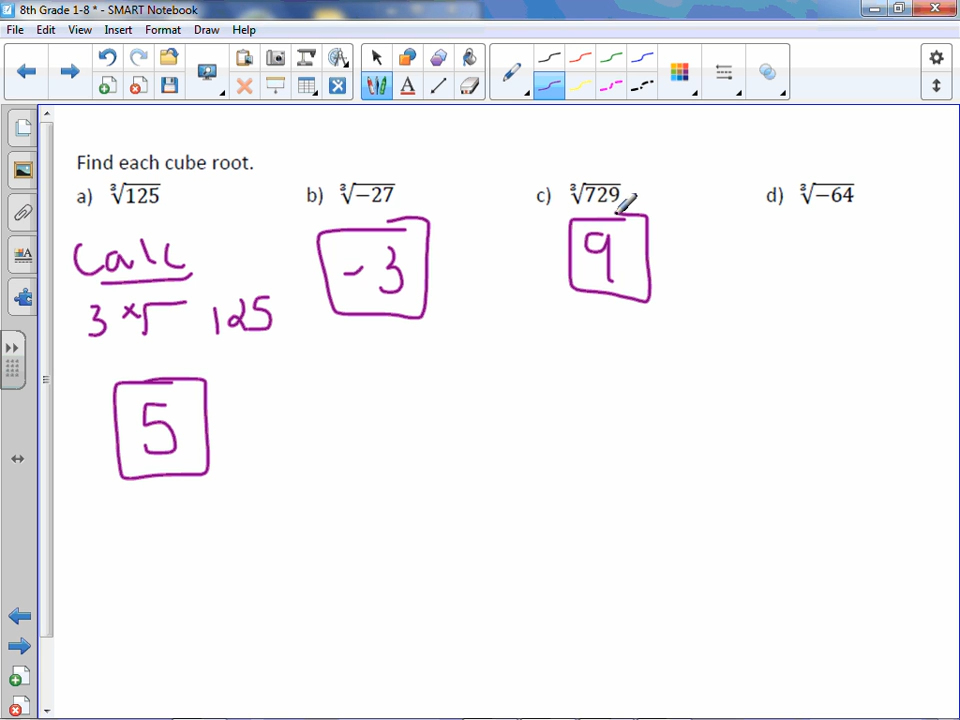 8th Grade 1-8 * - SMART Notebook
File Edit View Insert Format Draw Help
Find each cube root.
a) ∛125 b) ∛−27 c) ∛729 d) ∛−64
Calc
3 ˣ√ 125
-3
9
5